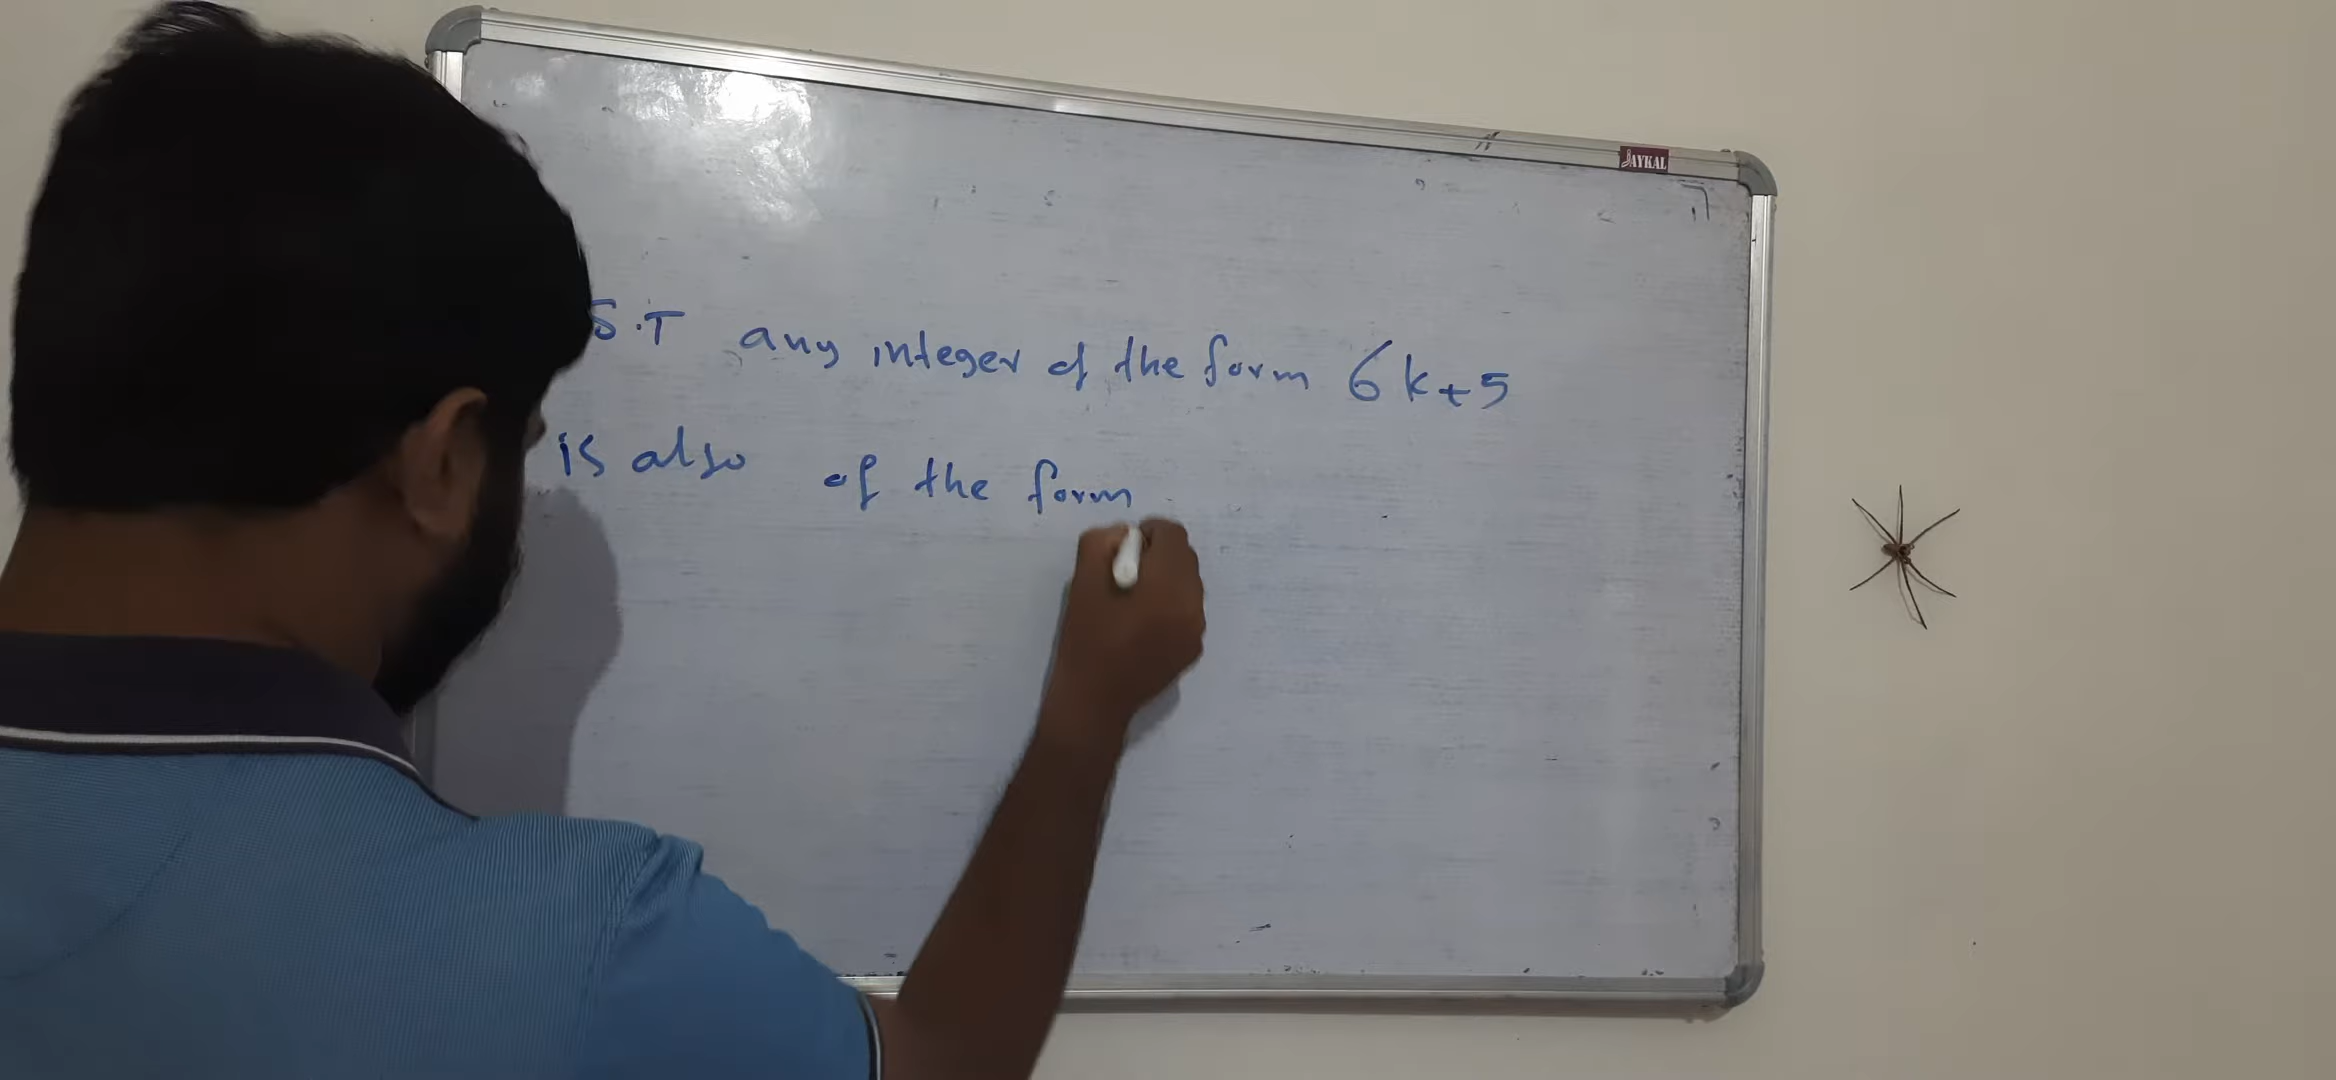 JAYKAL
S.T any integer of the form 6k+5
is also of the form